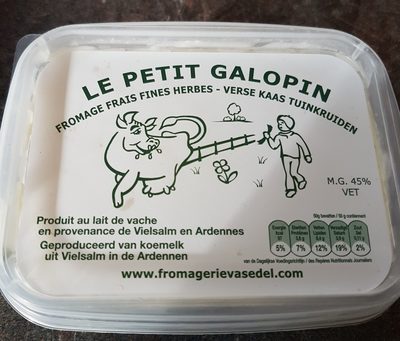 LE PETIT GALOPIN
FROMAGE FRAIS FINES HERBES - VERSE KAAS TUINKRUIDEN
M.G. 45%
VET
Produit au lait de vache
en provenance de Vielsalm en Ardennes
Geproduceerd van koemelk
uit Vielsalm in de Ardennen
5% 7% 12% 19% 2%
www.fromagerievasedel.com